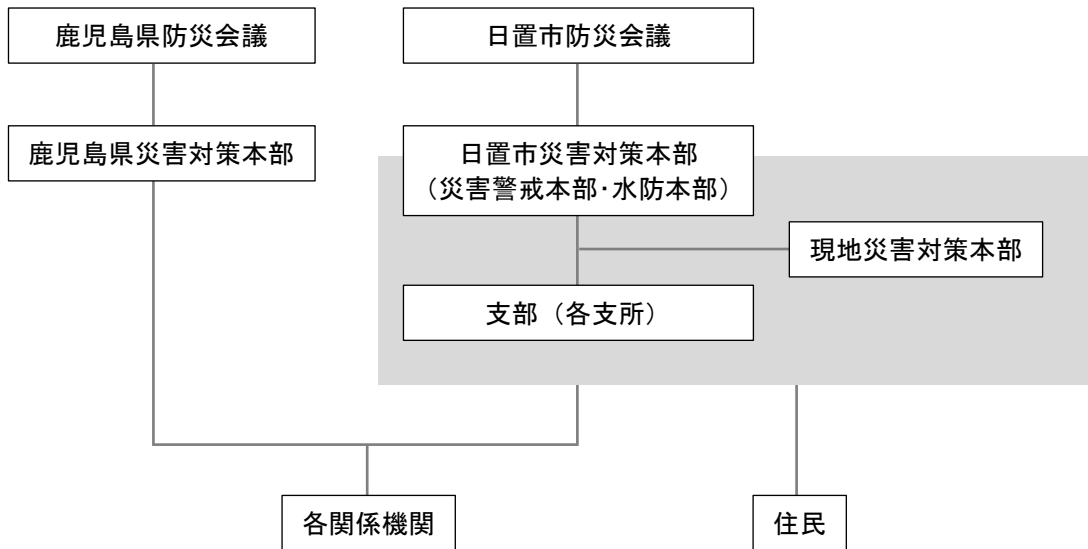 鹿児島県防災会議
日置市防災会議
鹿児島県災害対策本部
日置市災害対策本部
（災害警戒本部・水防本部）
現地災害対策本部
支部（各支所）
各関係機関
住民